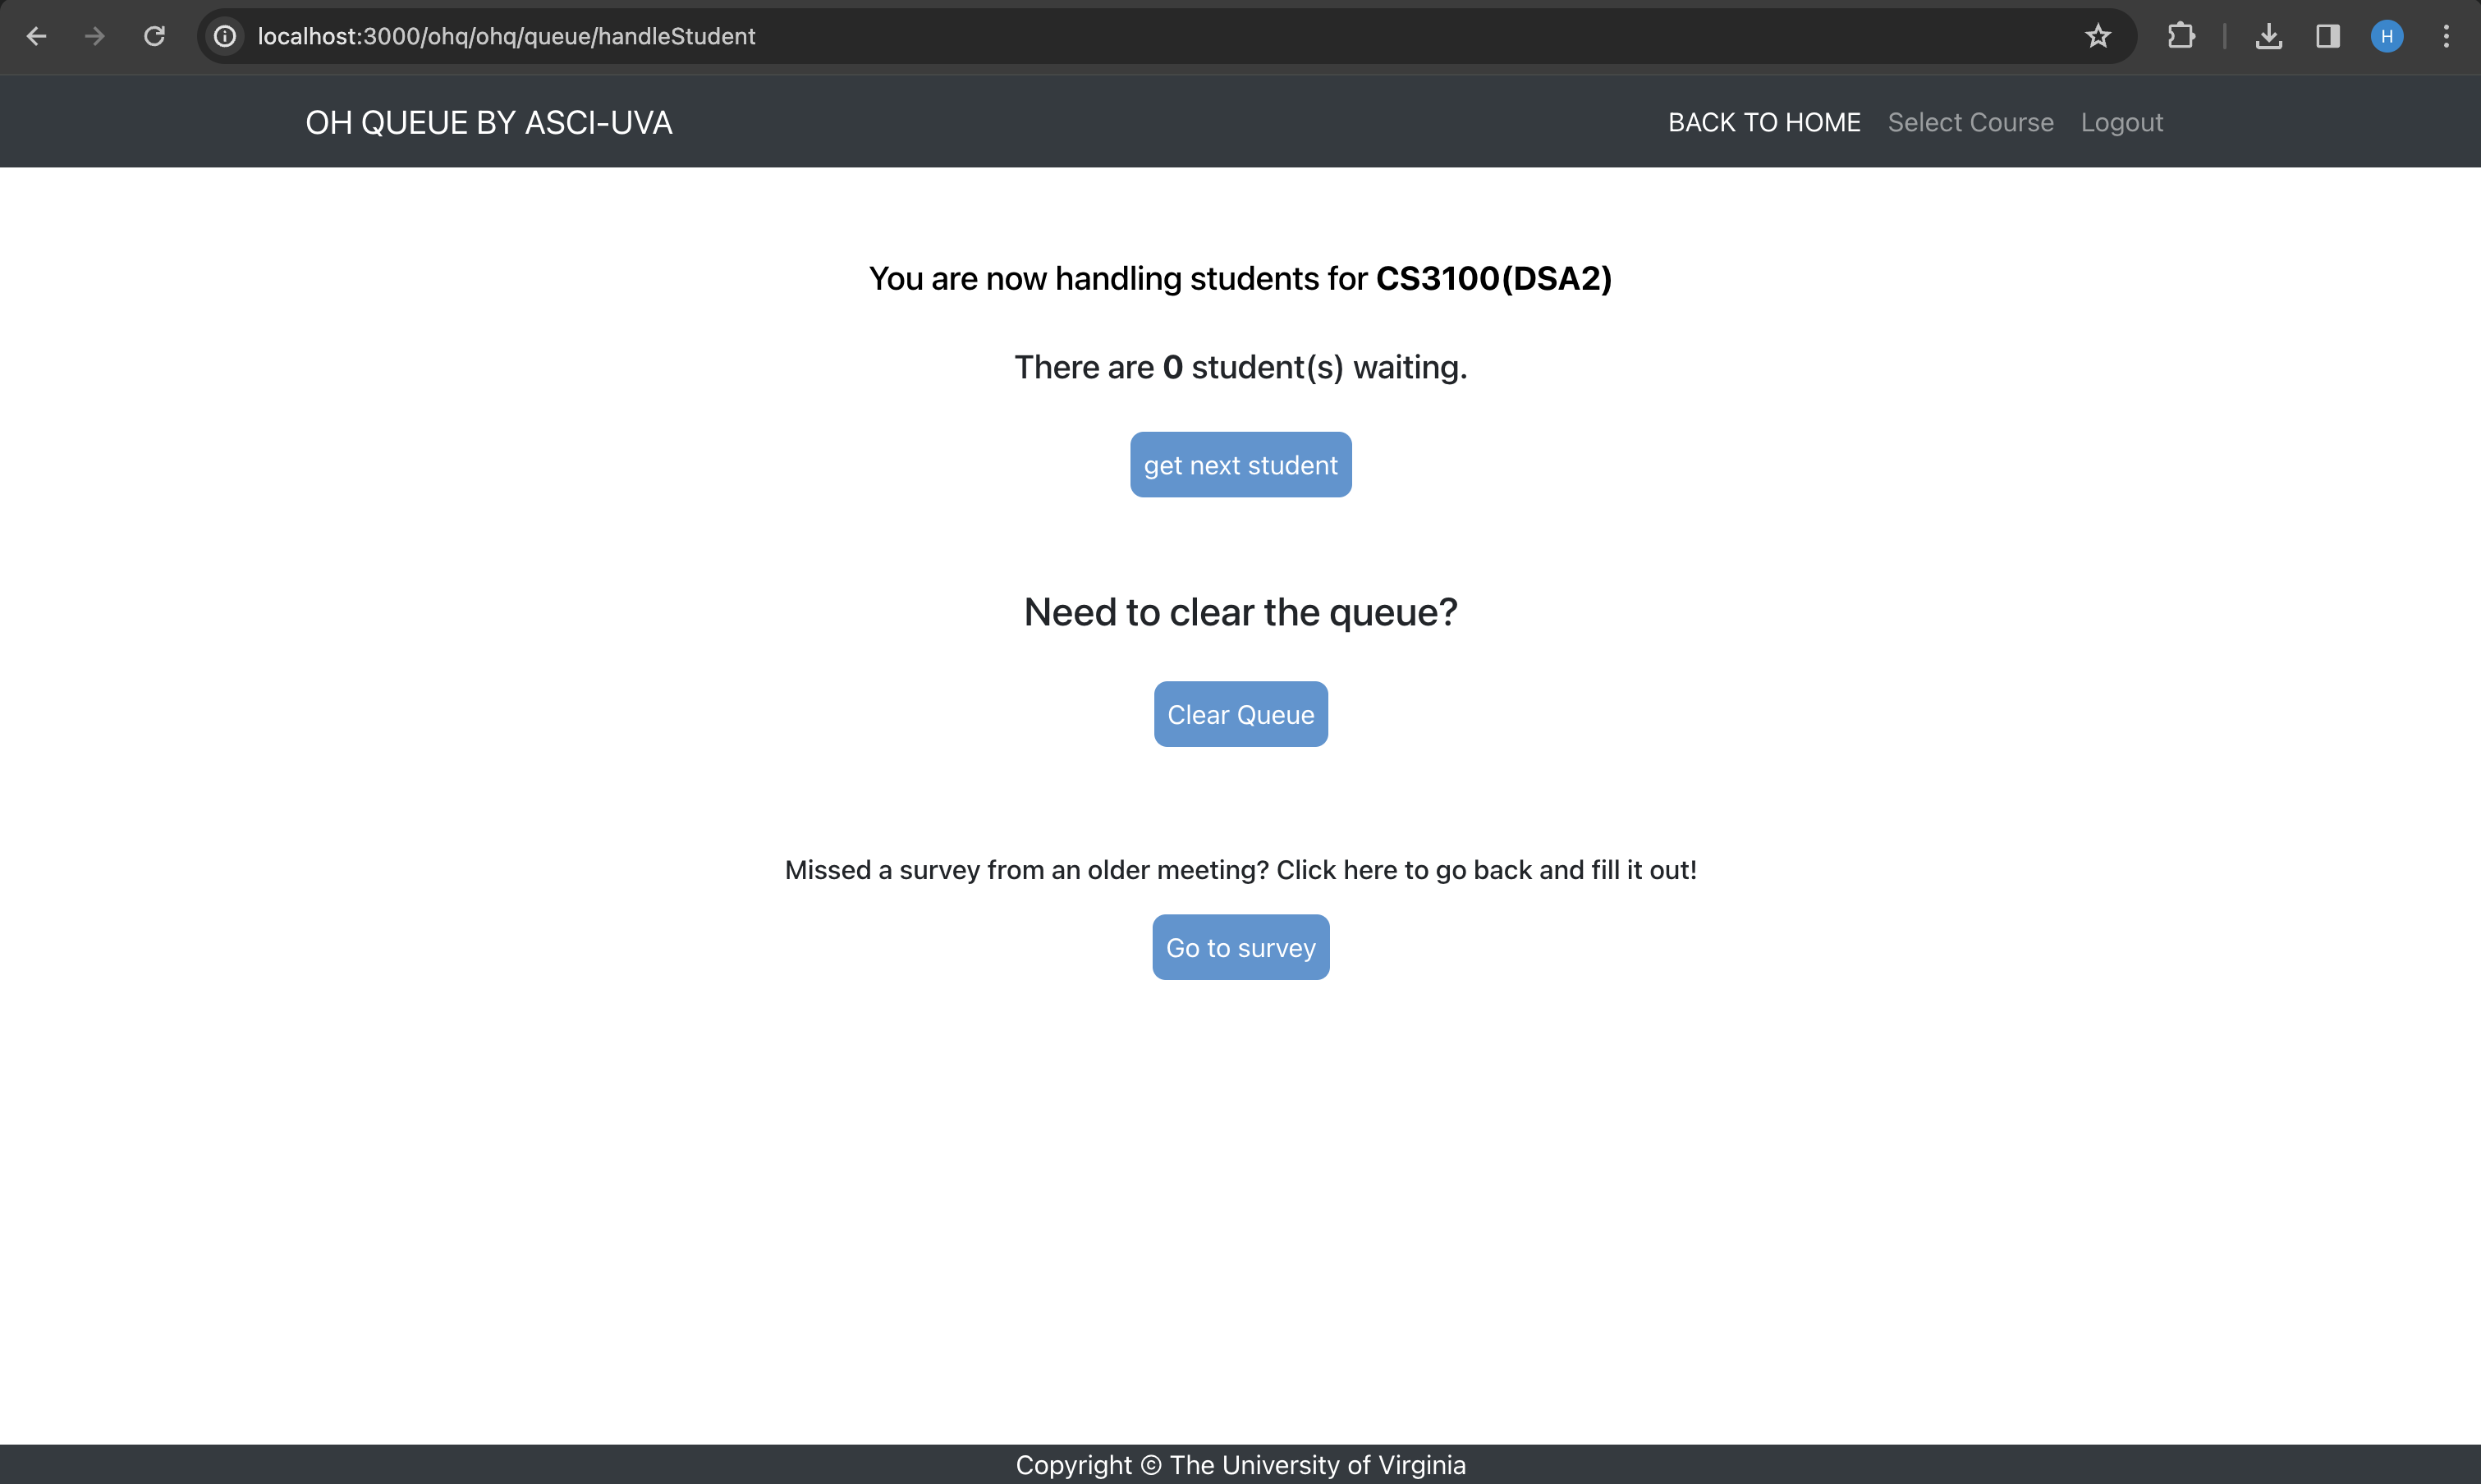 localhost:3000/ohq/ohq/queue/handleStudent
H
OH QUEUE BY ASCI-UVA
BACK TO HOME Select Course Logout
You are now handling students for CS3100(DSA2)
There are 0 student(s) waiting.
get next student
Need to clear the queue?
Clear Queue
Missed a survey from an older meeting? Click here to go back and fill it out!
Go to survey
Copyright © The University of Virginia